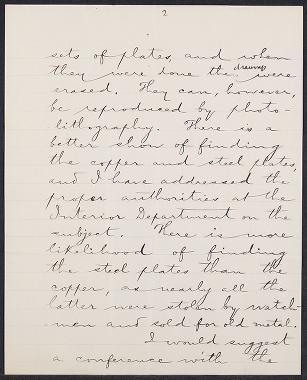 2
sets of plates, and when
they were done the drawings were
erased. They can, however,
be reproduced by photo-
lithography. There is a
better show of finding
the copper and steel plates,
and I have addressed the
proper authorities at the
Interior Department on the
subject. There is more
likelihood of finding
the steel plates than the
copper, as nearly all the
latter were stolen by watch-
men and sold for old metal.
I would suggest
a conference with the